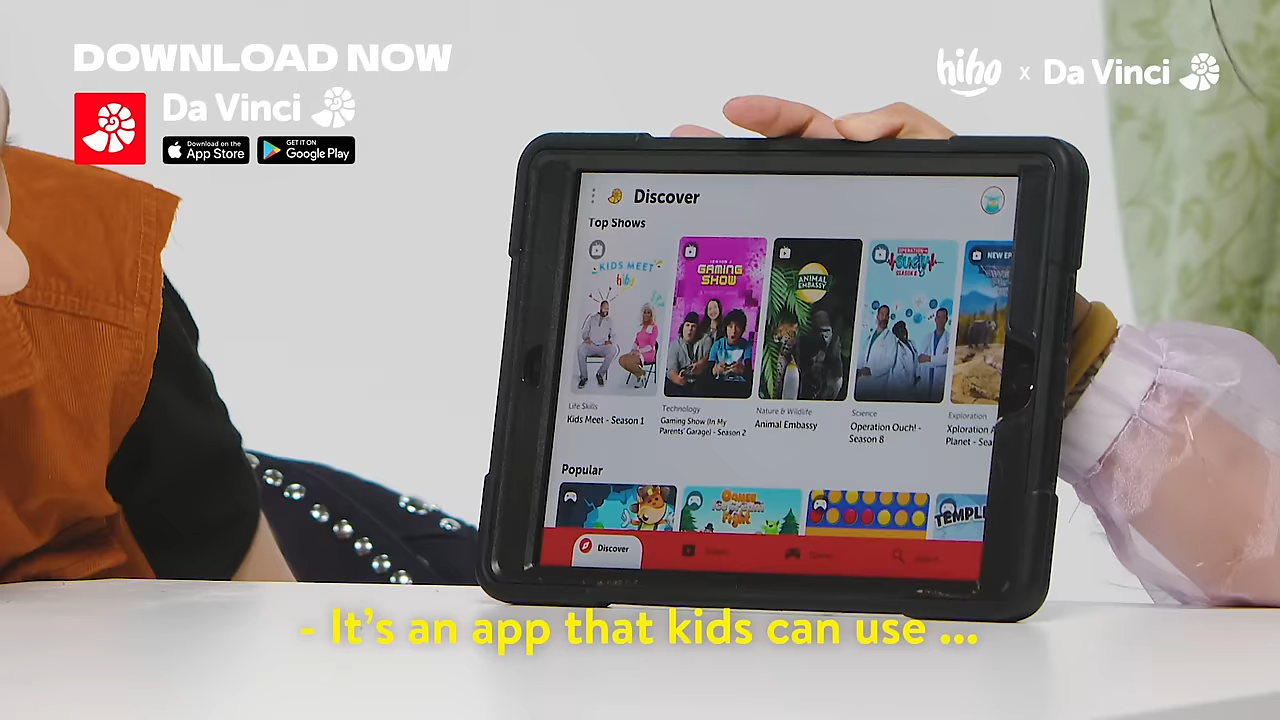 DOWNLOAD NOW
Da Vinci
Download on the
App Store
GET IT ON
Google Play
hiho x Da Vinci
Discover
Top Shows
KIDS MEET
hiho
GAMING
SHOW
ANIMAL
EMBASSY
OPERATION
OUCH!
SEASON 8
NEW EP
Life Skills
Kids Meet - Season 1
Technology
Gaming Show (In My
Parents' Garage) - Season 2
Nature & Wildlife
Animal Embassy
Science
Operation Ouch! -
Season 8
Exploration
Xploration A
Planet - Sea
Popular
TEMPL
Discover
- It's an app that kids can use ...